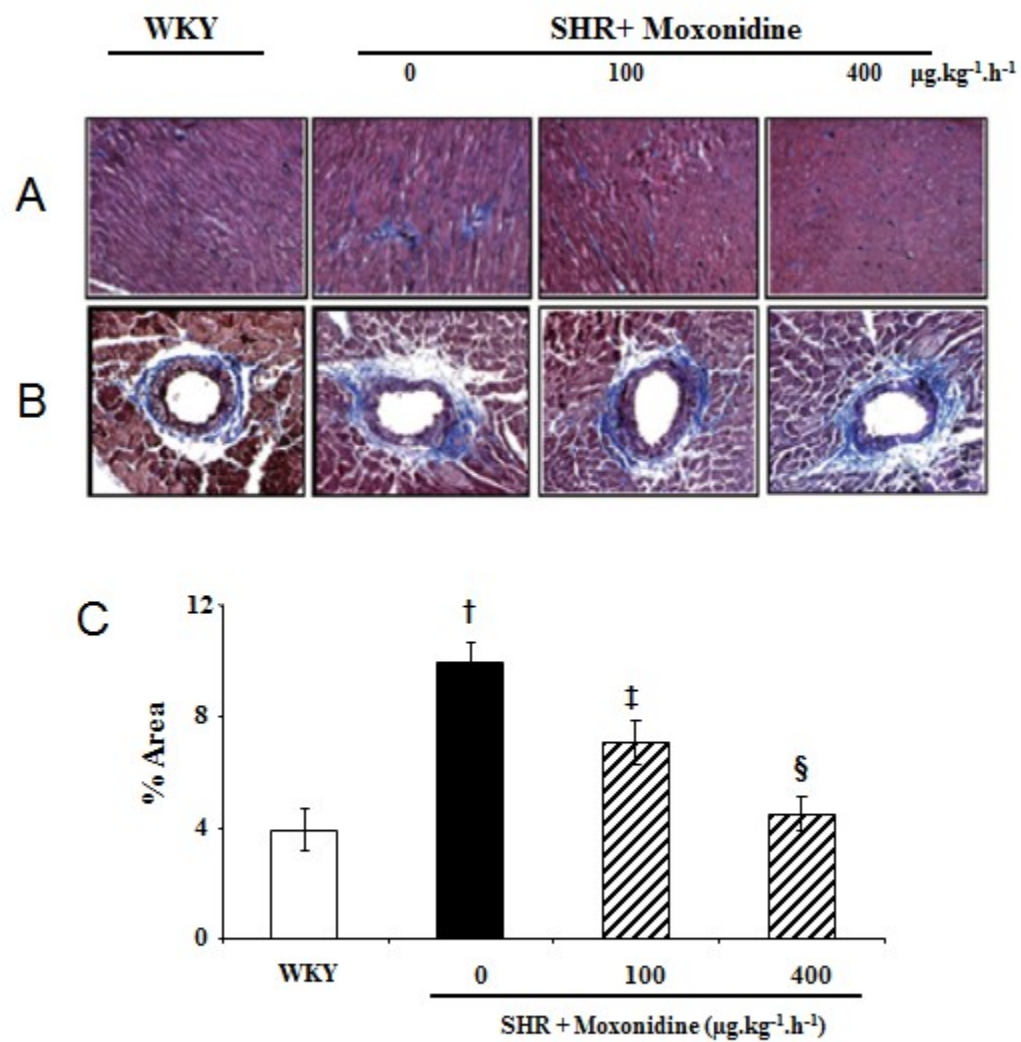 WKY SHR+ Moxonidine
0 100 400 µg.kg⁻¹.h⁻¹
A
B
C
12
†
‡
8
§
% Area
4
0
WKY 0 100 400
SHR + Moxonidine (µg.kg⁻¹.h⁻¹)